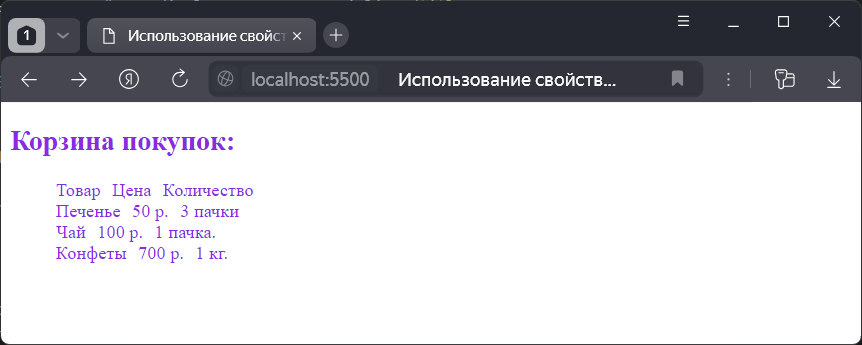 1 Использование свойст
localhost:5500 Использование свойств...
Корзина покупок:
Товар Цена Количество
Печенье 50 р. 3 пачки
Чай 100 р. 1 пачка.
Конфеты 700 р. 1 кг.